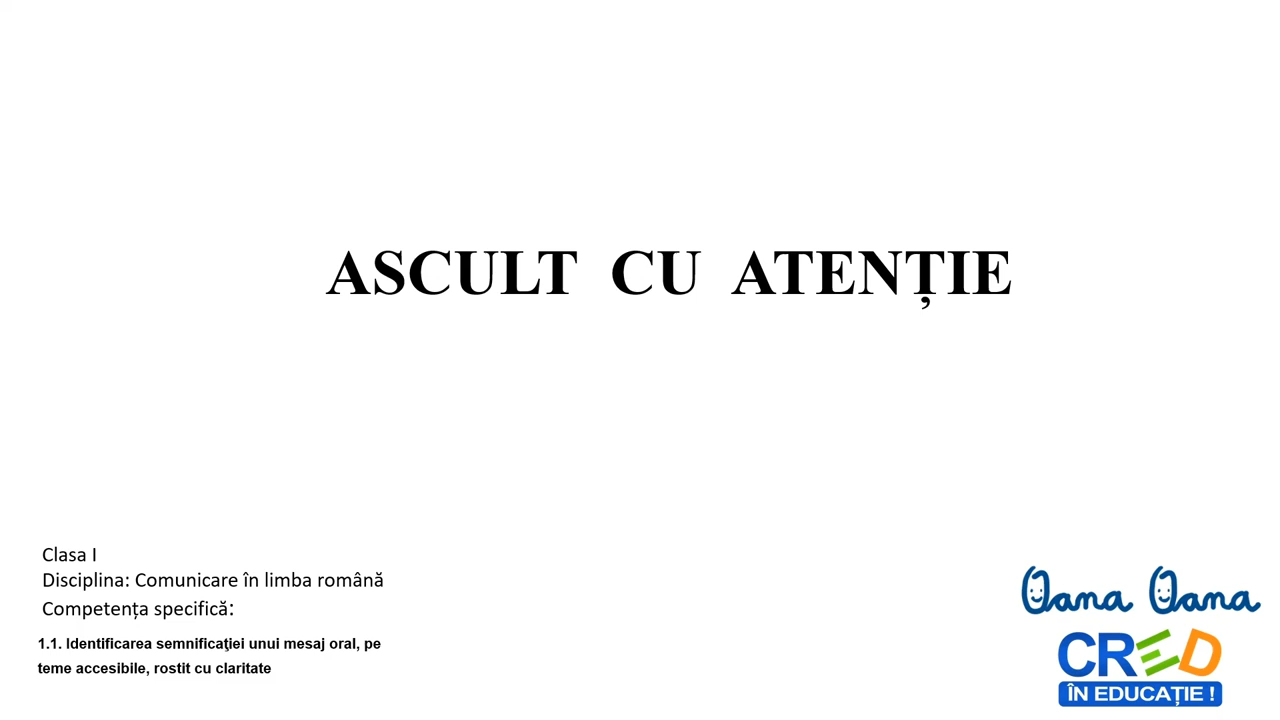 ASCULT CU ATENȚIE
Clasa I
Disciplina: Comunicare în limba română
Competența specifică:
1.1. Identificarea semnificaţiei unui mesaj oral, pe
teme accesibile, rostit cu claritate
Oana Oana
CRED
ÎN EDUCAȚIE !